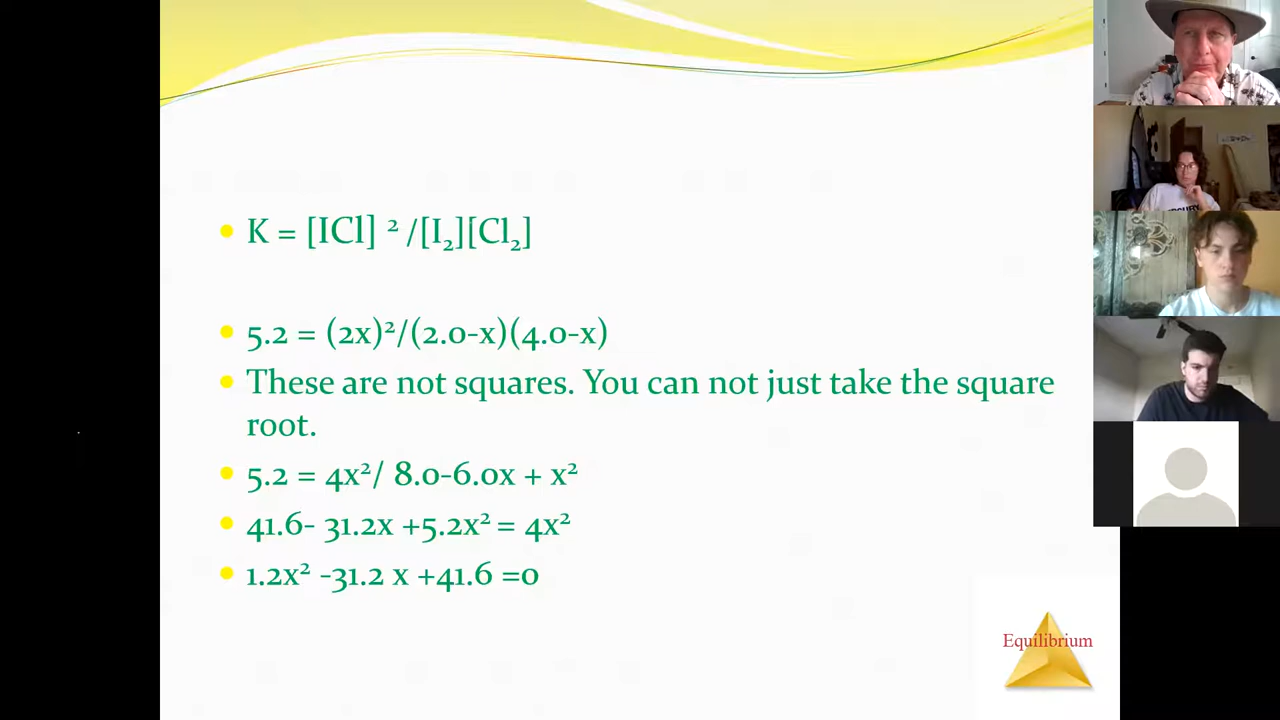 K = [ICl] ² /[I₂][Cl₂]
5.2 = (2x)²/(2.0-x)(4.0-x)
These are not squares. You can not just take the square
root.
5.2 = 4x²/ 8.0-6.0x + x²
41.6- 31.2x +5.2x² = 4x²
1.2x² -31.2 x +41.6 =0
Equilibrium